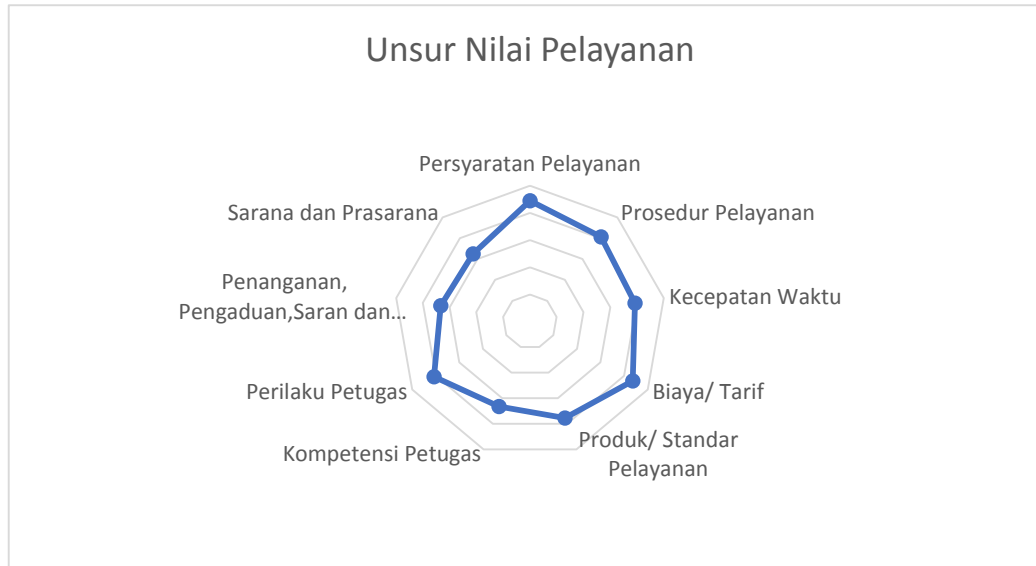 Unsur Nilai Pelayanan
Persyaratan Pelayanan
Prosedur Pelayanan
Kecepatan Waktu
Biaya/ Tarif
Produk/ Standar
Pelayanan
Kompetensi Petugas
Perilaku Petugas
Penanganan,
Pengaduan,Saran dan...
Sarana dan Prasarana